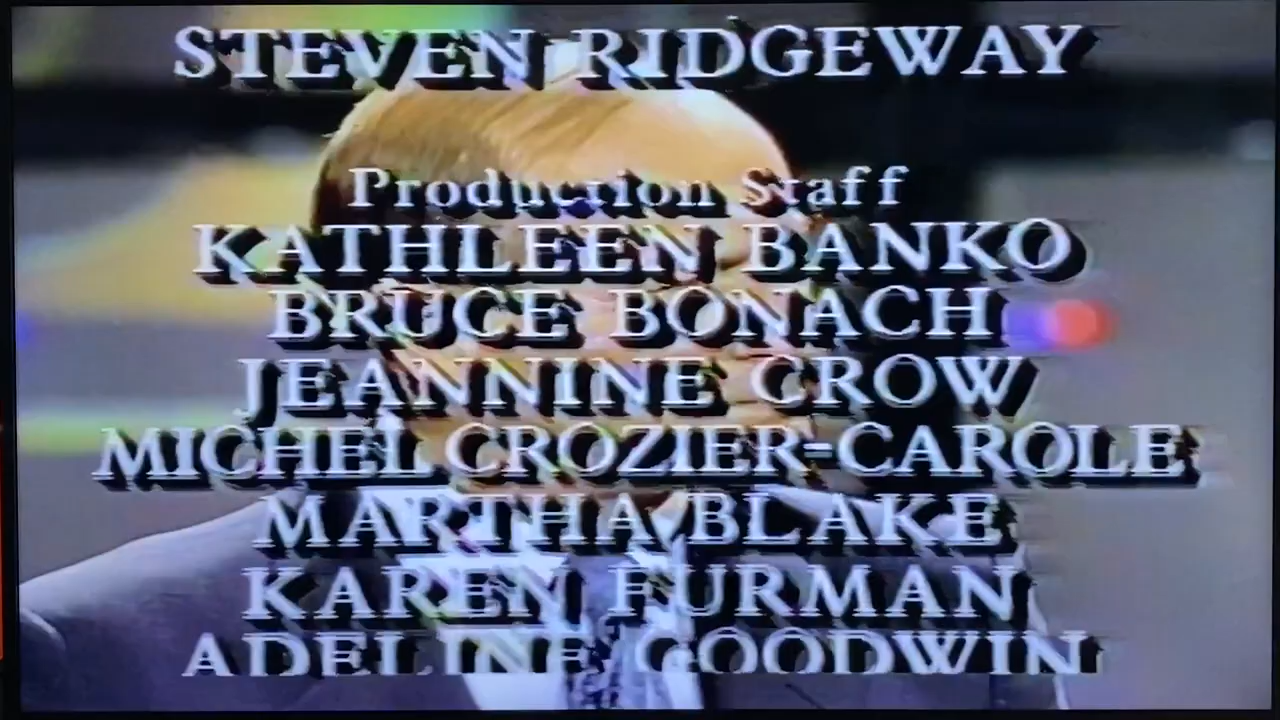 STEVEN RIDGEWAY
Production Staff
KATHLEEN BANKO
BRUCE BONACH
JEANNINE CROW
MICHEL CROZIER-CAROLE
MARTHA BLAKE
KAREN FURMAN
ADELINE GOODWIN